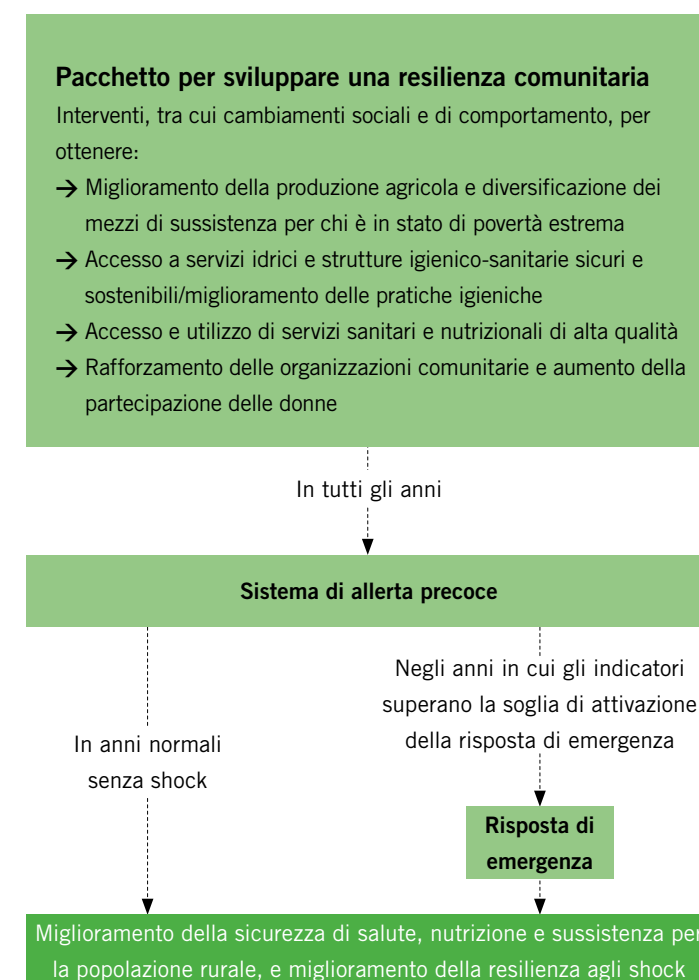 Pacchetto per sviluppare una resilienza comunitaria
Interventi, tra cui cambiamenti sociali e di comportamento, per
ottenere:
→ Miglioramento della produzione agricola e diversificazione dei
mezzi di sussistenza per chi è in stato di povertà estrema
→ Accesso a servizi idrici e strutture igienico-sanitarie sicuri e
sostenibili/miglioramento delle pratiche igieniche
→ Accesso e utilizzo di servizi sanitari e nutrizionali di alta qualità
→ Rafforzamento delle organizzazioni comunitarie e aumento della
partecipazione delle donne
In tutti gli anni
Sistema di allerta precoce
Negli anni in cui gli indicatori
superano la soglia di attivazione
della risposta di emergenza
In anni normali
senza shock
Risposta di
emergenza
Miglioramento della sicurezza di salute, nutrizione e sussistenza per
la popolazione rurale, e miglioramento della resilienza agli shock